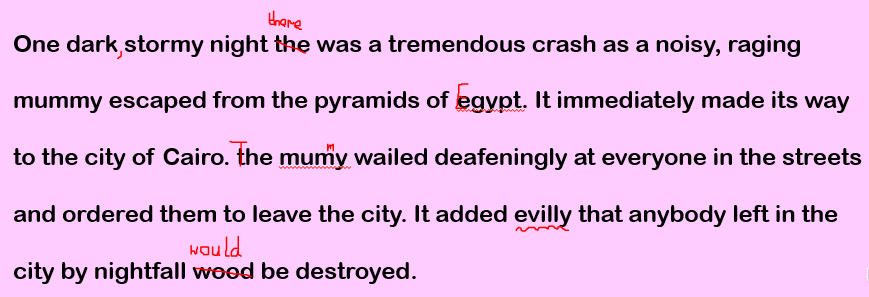 there
One dark, stormy night the was a tremendous crash as a noisy, raging
mummy escaped from the pyramids of Egypt. It immediately made its way
m
to the city of Cairo. The mumy wailed deafeningly at everyone in the streets
and ordered them to leave the city. It added evilly that anybody left in the
would
city by nightfall wood be destroyed.